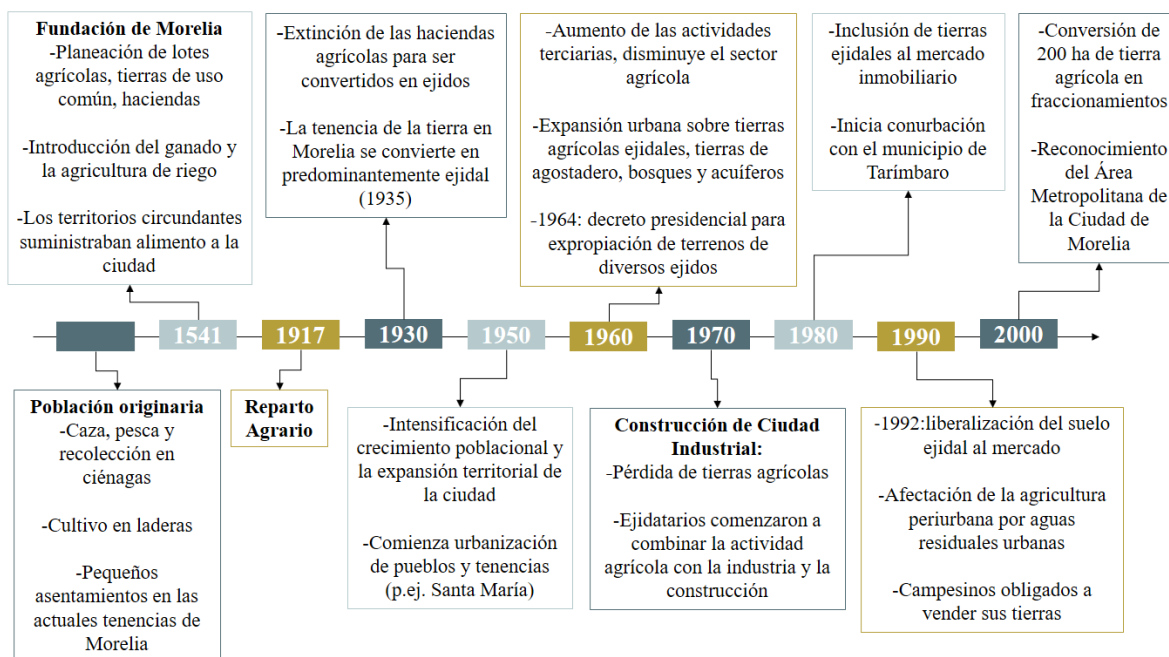 Fundación de Morelia
-Planeación de lotes
agrícolas, tierras de uso
común, haciendas
-Introducción del ganado y
la agricultura de riego
-Los territorios circundantes
suministraban alimento a la
ciudad
-Extinción de las haciendas
agrícolas para ser
convertidos en ejidos
-La tenencia de la tierra en
Morelia se convierte en
predominantemente ejidal
(1935)
-Aumento de las actividades
terciarias, disminuye el sector
agrícola
-Expansión urbana sobre tierras
agrícolas ejidales, tierras de
agostadero, bosques y acuíferos
-1964: decreto presidencial para
expropiación de terrenos de
diversos ejidos
-Inclusión de tierras
ejidales al mercado
inmobiliario
-Inicia conurbación
con el municipio de
Tarímbaro
-Conversión de
200 ha de tierra
agrícola en
fraccionamientos
-Reconocimiento
del Área
Metropolitana de
la Ciudad de
Morelia
1541
1917
1930
1950
1960
1970
1980
1990
2000
Población originaria
-Caza, pesca y
recolección en
ciénagas
-Cultivo en laderas
-Pequeños
asentamientos en las
actuales tenencias de
Morelia
Reparto
Agrario
-Intensificación del
crecimiento poblacional y
la expansión territorial de
la ciudad
-Comienza urbanización
de pueblos y tenencias
(p.ej. Santa María)
Construcción de Ciudad
Industrial:
-Pérdida de tierras agrícolas
-Ejidatarios comenzaron a
combinar la actividad
agrícola con la industria y la
construcción
-1992:liberalización del suelo
ejidal al mercado
-Afectación de la agricultura
periurbana por aguas
residuales urbanas
-Campesinos obligados a
vender sus tierras